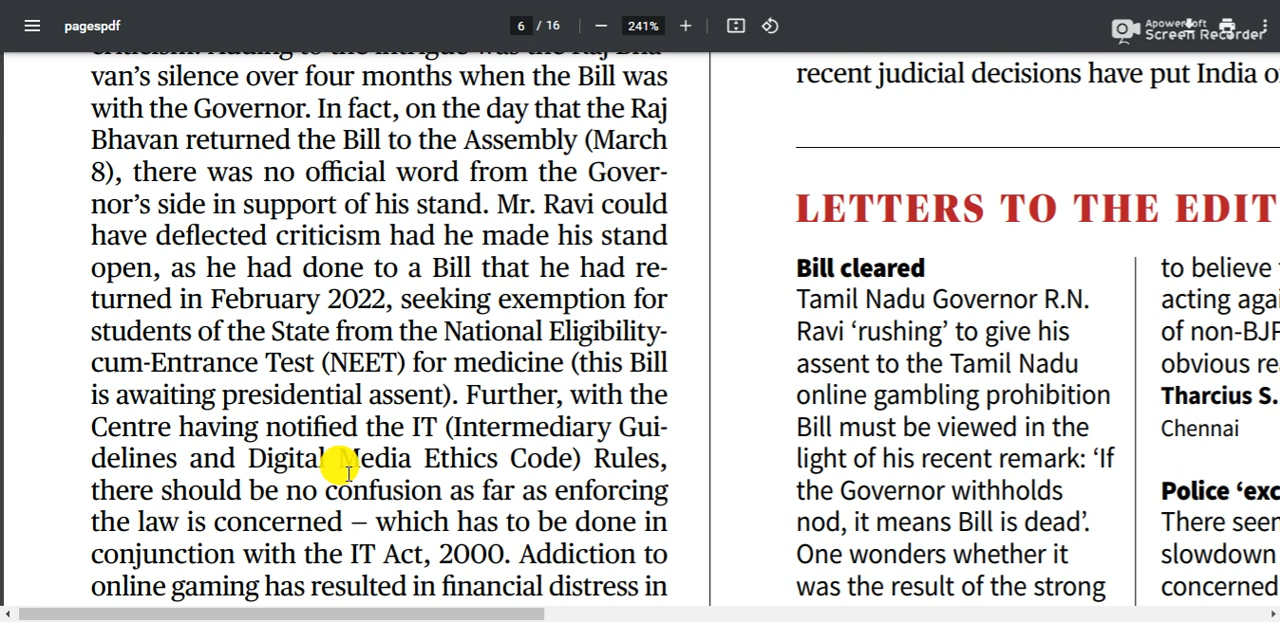 pagespdf
6 / 16
241%
Apowersoft
Screen Recorder
criticism. Adding to the intrigue was the Raj Bha-
van’s silence over four months when the Bill was
with the Governor. In fact, on the day that the Raj
Bhavan returned the Bill to the Assembly (March
8), there was no official word from the Gover-
nor’s side in support of his stand. Mr. Ravi could
have deflected criticism had he made his stand
open, as he had done to a Bill that he had re-
turned in February 2022, seeking exemption for
students of the State from the National Eligibility-
cum-Entrance Test (NEET) for medicine (this Bill
is awaiting presidential assent). Further, with the
Centre having notified the IT (Intermediary Gui-
delines and Digital Media Ethics Code) Rules,
there should be no confusion as far as enforcing
the law is concerned – which has to be done in
conjunction with the IT Act, 2000. Addiction to
online gaming has resulted in financial distress in
recent judicial decisions have put India o
LETTERS TO THE EDIT
Bill cleared
Tamil Nadu Governor R.N.
Ravi ‘rushing’ to give his
assent to the Tamil Nadu
online gambling prohibition
Bill must be viewed in the
light of his recent remark: ‘If
the Governor withholds
nod, it means Bill is dead’.
One wonders whether it
was the result of the strong
to believe
acting agai
of non-BJP
obvious re
Tharcius S.
Chennai
Police ‘exc
There seem
slowdown
concerned